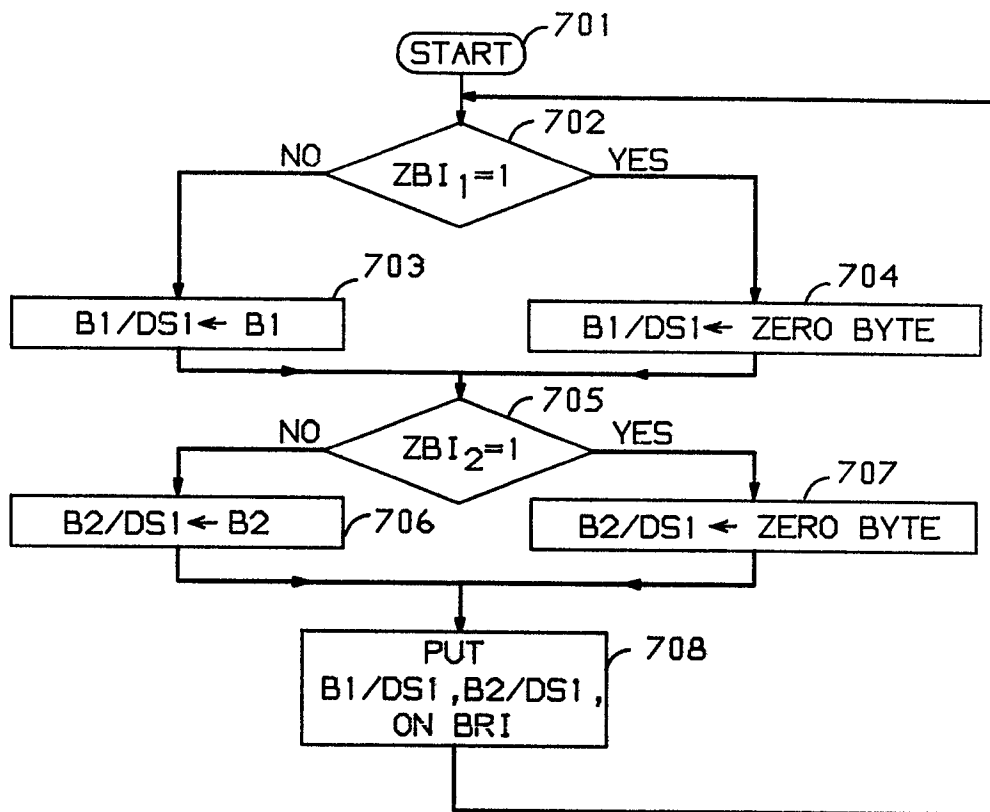 701
START
702
NO
ZBI₁=1
YES
703
704
B1/DS1← B1
B1/DS1← ZERO BYTE
705
NO
ZBI₂=1
YES
707
B2/DS1← B2
706
B2/DS1 ← ZERO BYTE
708
PUT
B1/DS1,B2/DS1,
ON BRI